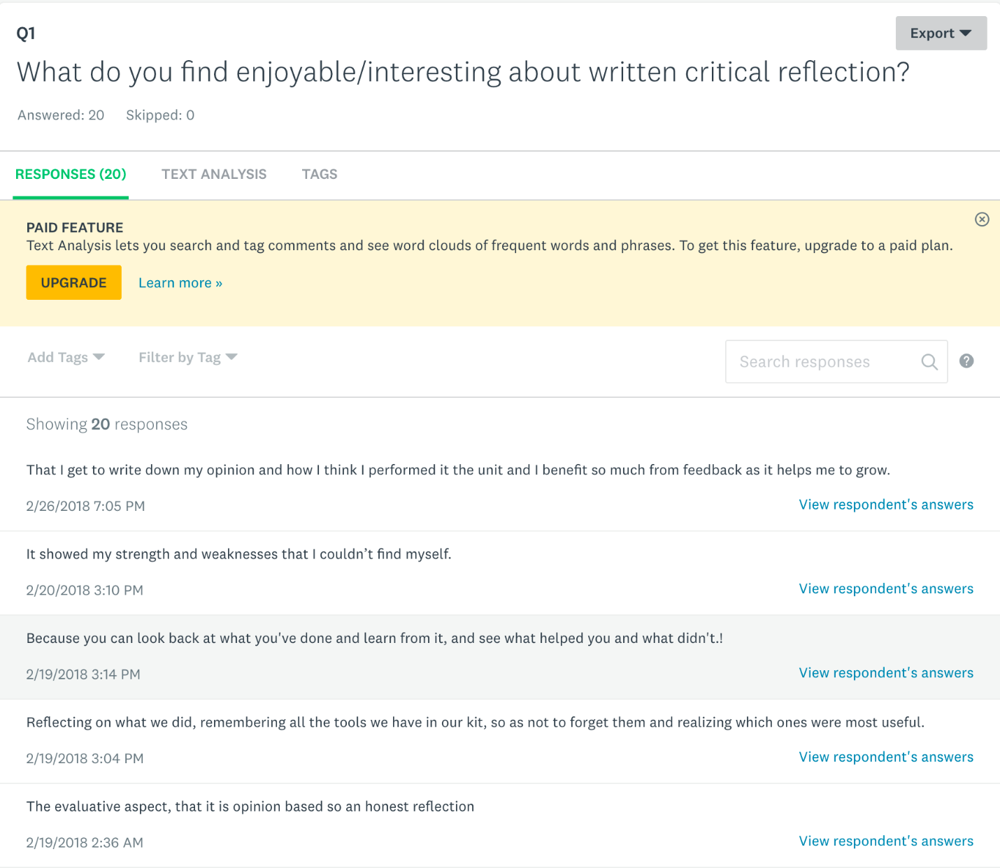 Q1
Export
What do you find enjoyable/interesting about written critical reflection?
Answered: 20 Skipped: 0
RESPONSES (20) TEXT ANALYSIS TAGS
PAID FEATURE
Text Analysis lets you search and tag comments and see word clouds of frequent words and phrases. To get this feature, upgrade to a paid plan.
UPGRADE Learn more »
Add Tags Filter by Tag Search responses ?
Showing 20 responses
That I get to write down my opinion and how I think I performed it the unit and I benefit so much from feedback as it helps me to grow.
2/26/2018 7:05 PM View respondent's answers
It showed my strength and weaknesses that I couldn’t find myself.
2/20/2018 3:10 PM View respondent's answers
Because you can look back at what you've done and learn from it, and see what helped you and what didn't.!
2/19/2018 3:14 PM View respondent's answers
Reflecting on what we did, remembering all the tools we have in our kit, so as not to forget them and realizing which ones were most useful.
2/19/2018 3:04 PM View respondent's answers
The evaluative aspect, that it is opinion based so an honest reflection
2/19/2018 2:36 AM View respondent's answers